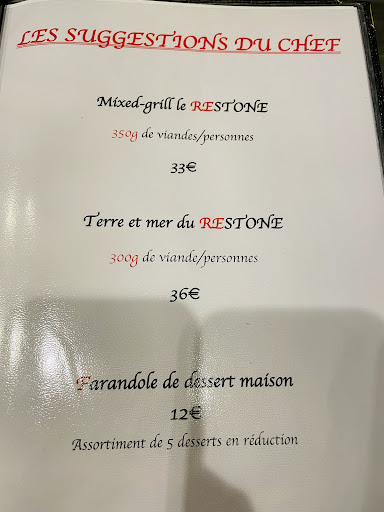 LES SUGGESTIONS DU CHEF
Mixed-grill le RESTONE
350g de viandes/personnes
33€
Terre et mer du RESTONE
300g de viande/personnes
36€
Farandole de dessert maison
12€
Assortiment de 5 desserts en réduction